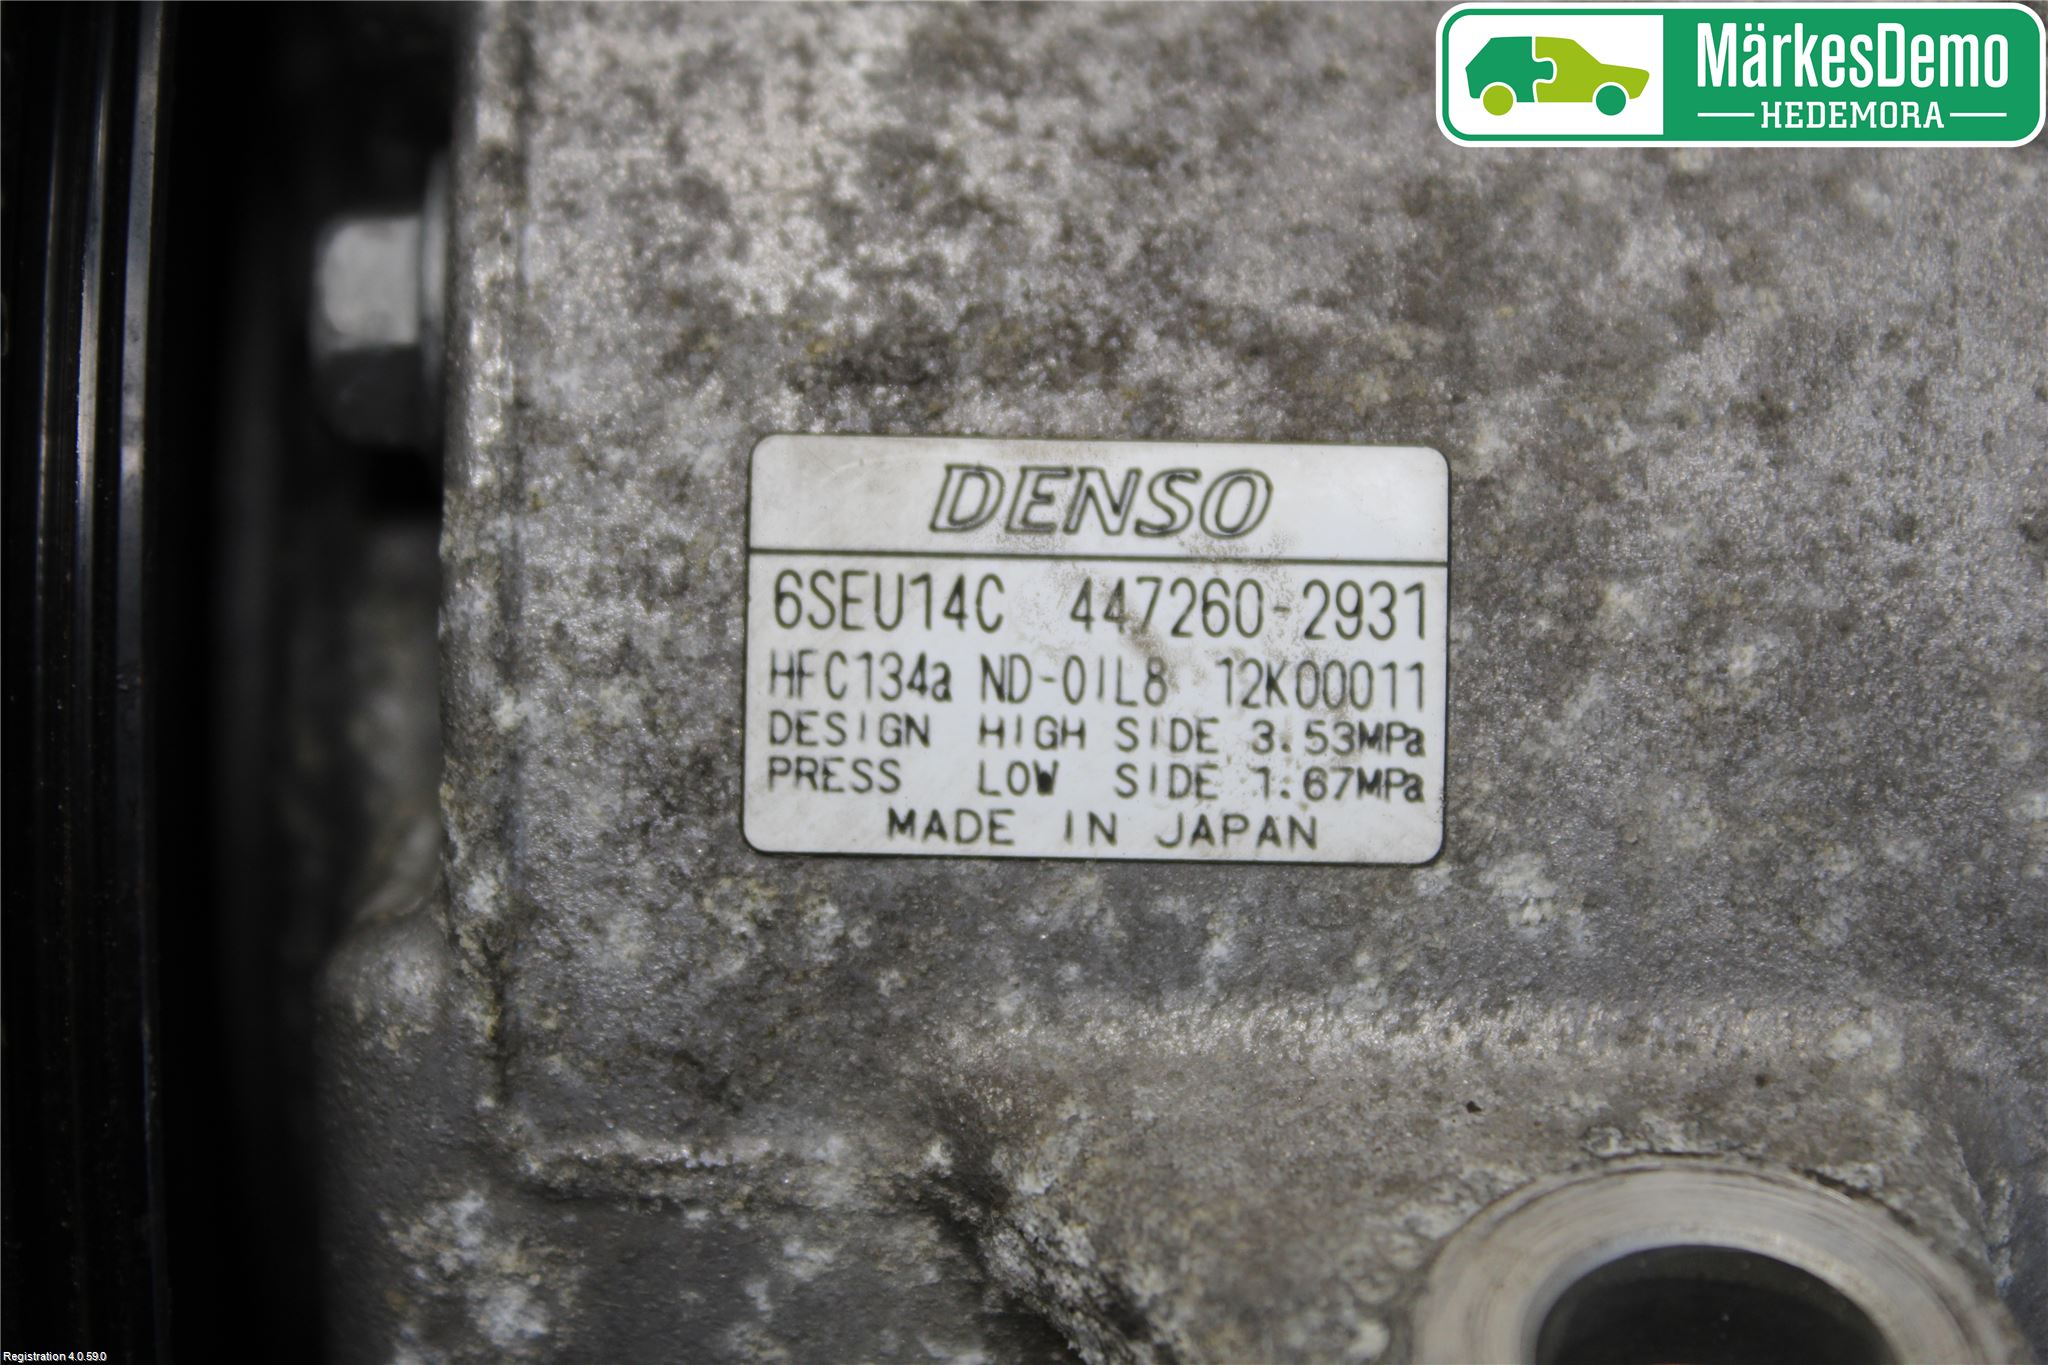 MärkesDemo
HEDEMORA
DENSO
6SEU14C 447260-2931
HFC134a ND-OIL8 12K00011
DESIGN HIGH SIDE 3.53MPa
PRESS LOW SIDE 1.67MPa
MADE IN JAPAN
Registration 4.0.59.0